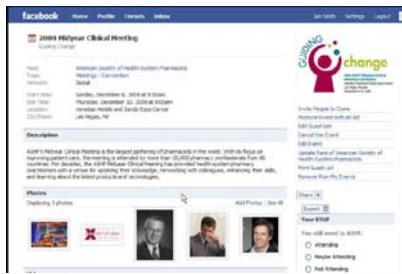 facebook Home Profile Friends Inbox Ian Smith Settings Logout
2009 Midyear Clinical Meeting
Guiding Change
Host: American Society of Health-System Pharmacists
Type: Meetings - Convention
Network: Global
Start Time: Sunday, December 6, 2009 at 8:00am
End Time: Thursday, December 10, 2009 at 5:00pm
Location: Venetian Hotels and Sands Expo Center
City/Town: Las Vegas, NV
GUIDING
change
Invite People to Come
Message Event with an Ad
Edit Guest List
Cancel the Event
Edit Event
Update Fans of American Society of
Health-System Pharmacists
Print Guest List
Remove from My Events
Share +
Export
Description
ASHP's Midyear Clinical Meeting is the largest gathering of pharmacists in the world. With its focus on
improving patient care, the meeting is attended by more than 20,000 pharmacy professionals from 80
countries. For decades, the ASHP Midyear Clinical Meeting has provided health-system pharmacy
practitioners with a venue for updating their knowledge, networking with colleagues, enhancing their skills,
and learning about the latest products and technologies.
Photos
Displaying 5 photos Add Photos | See All
Your RSVP
You still need to RSVP.
Attending
Maybe Attending
Not Attending